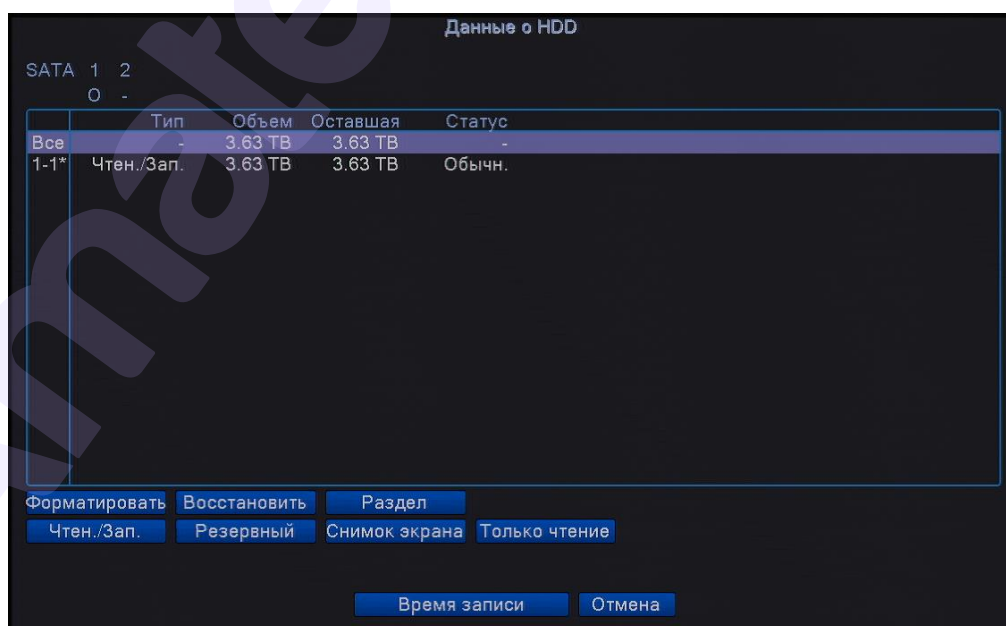 Данные о HDD
SATA 1 2
O -
Тип Объем Оставшая Статус
Все - 3.63 TB 3.63 TB -
1-1* Чтен./Зап. 3.63 TB 3.63 TB Обычн.
Форматировать Восстановить Раздел
Чтен./Зап. Резервный Снимок экрана Только чтение
Время записи Отмена